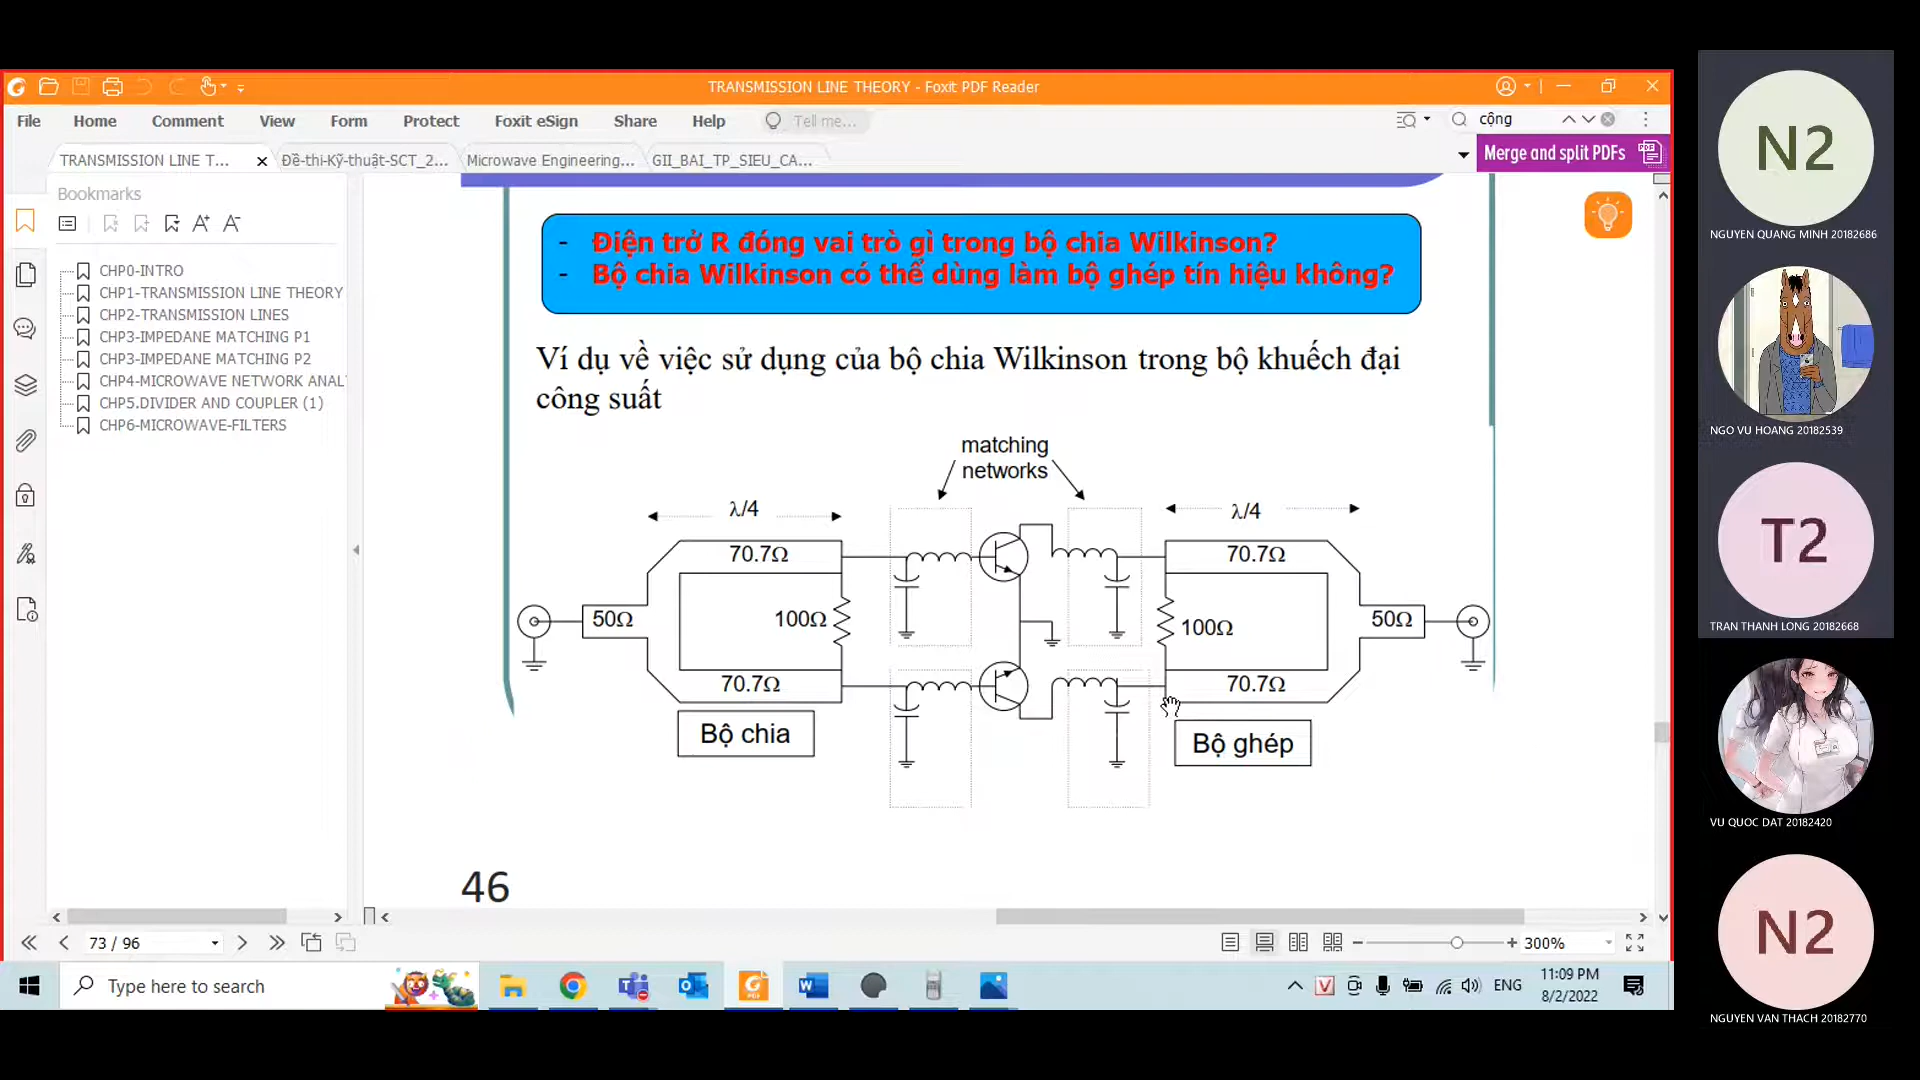 TRANSMISSION LINE THEORY - Foxit PDF Reader
File Home Comment View Form Protect Foxit eSign Share Help Tell me... cộng
TRANSMISSION LINE T... Đề-thi-Kỹ-thuật-SCT_2... Microwave Engineering... GII_BAI_TP_SIEU_CA... Merge and split PDFs
Bookmarks
CHP0-INTRO
CHP1-TRANSMISSION LINE THEORY
CHP2-TRANSMISSION LINES
CHP3-IMPEDANE MATCHING P1
CHP3-IMPEDANE MATCHING P2
CHP4-MICROWAVE NETWORK ANAL
CHP5.DIVIDER AND COUPLER (1)
CHP6-MICROWAVE-FILTERS
- Điện trở R đóng vai trò gì trong bộ chia Wilkinson?
- Bộ chia Wilkinson có thể dùng làm bộ ghép tín hiệu không?
Ví dụ về việc sử dụng của bộ chia Wilkinson trong bộ khuếch đại
công suất
matching
networks
λ/4 λ/4
70.7Ω 70.7Ω
50Ω 100Ω 100Ω 50Ω
70.7Ω 70.7Ω
Bộ chia Bộ ghép
46
73 / 96 300%
Type here to search ENG 11:09 PM
8/2/2022
N2
NGUYEN QUANG MINH 20182686
NGO VU HOANG 20182539
T2
TRAN THANH LONG 20182668
VU QUOC DAT 20182420
N2
NGUYEN VAN THACH 20182770